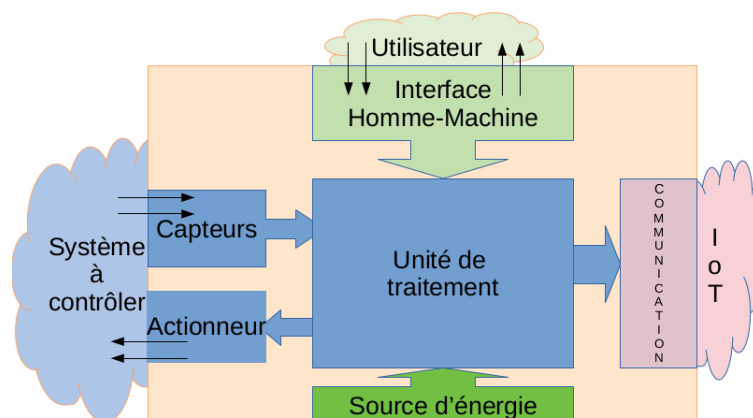 Utilisateur
Interface
Homme-Machine
Capteurs
Système
à
contrôler
Actionneur
Unité de
traitement
COMMUNICATION
IoT
Source d'énergie